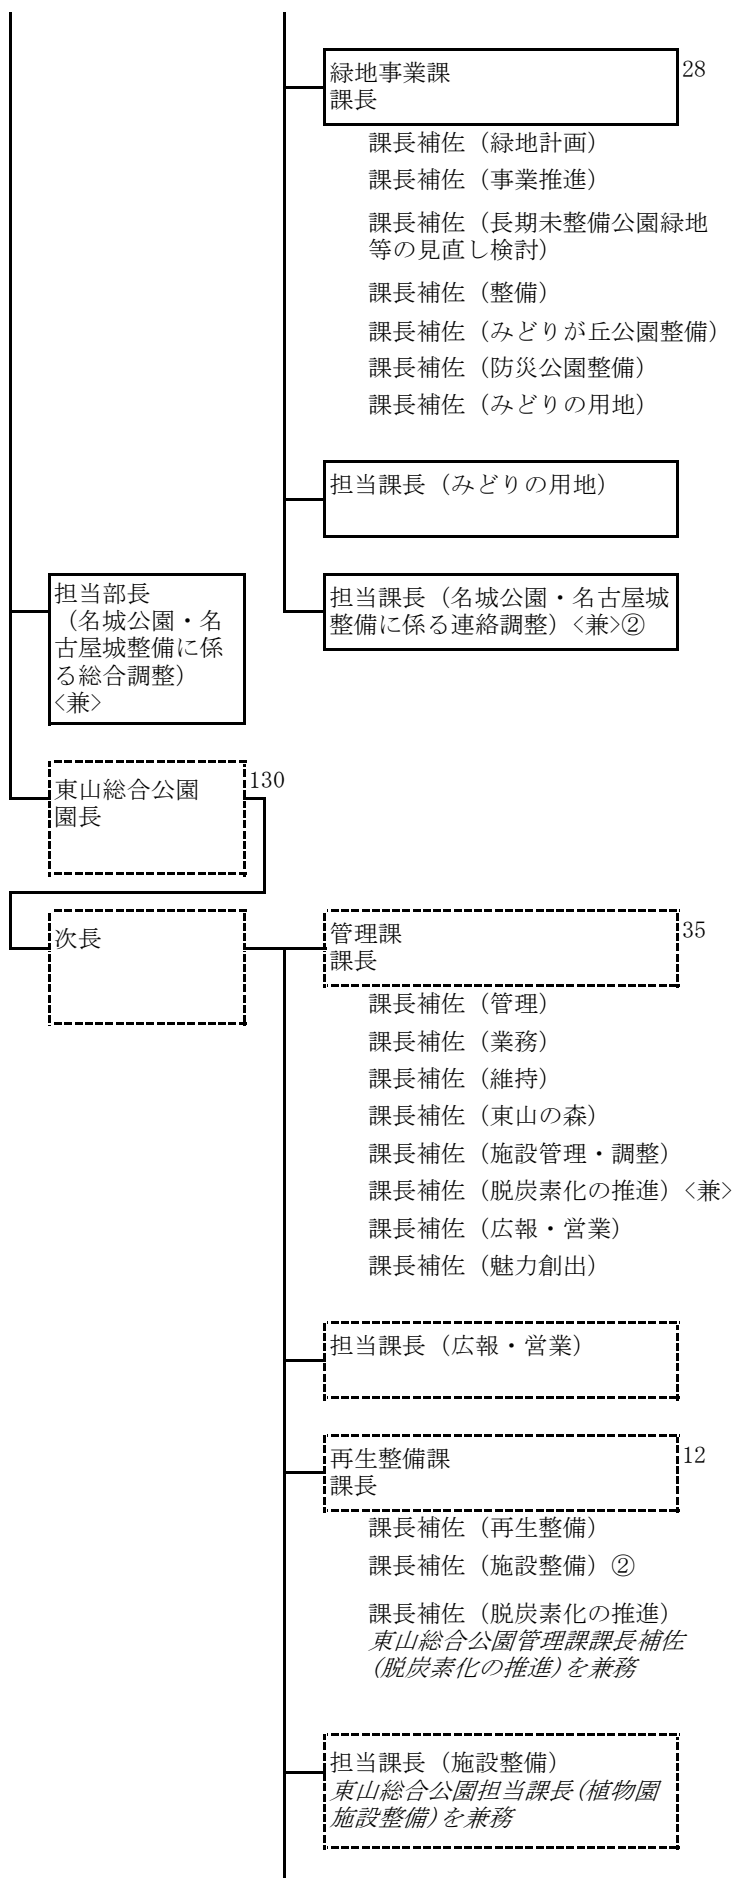 緑地事業課
課長
28
課長補佐（緑地計画）
課長補佐（事業推進）
課長補佐（長期未整備公園緑地
等の見直し検討）
課長補佐（整備）
課長補佐（みどりが丘公園整備）
課長補佐（防災公園整備）
課長補佐（みどりの用地）
担当課長（みどりの用地）
担当課長（名城公園・名古屋城
整備に係る連絡調整）<兼>②
担当部長
（名城公園・名
古屋城整備に係
る総合調整）
<兼>
東山総合公園
園長
130
次長
管理課
課長
35
課長補佐（管理）
課長補佐（業務）
課長補佐（維持）
課長補佐（東山の森）
課長補佐（施設管理・調整）
課長補佐（脱炭素化の推進）<兼>
課長補佐（広報・営業）
課長補佐（魅力創出）
担当課長（広報・営業）
再生整備課
課長
12
課長補佐（再生整備）
課長補佐（施設整備）②
課長補佐（脱炭素化の推進）
東山総合公園管理課課長補佐
(脱炭素化の推進)を兼務
担当課長（施設整備）
東山総合公園担当課長(植物園
施設整備)を兼務